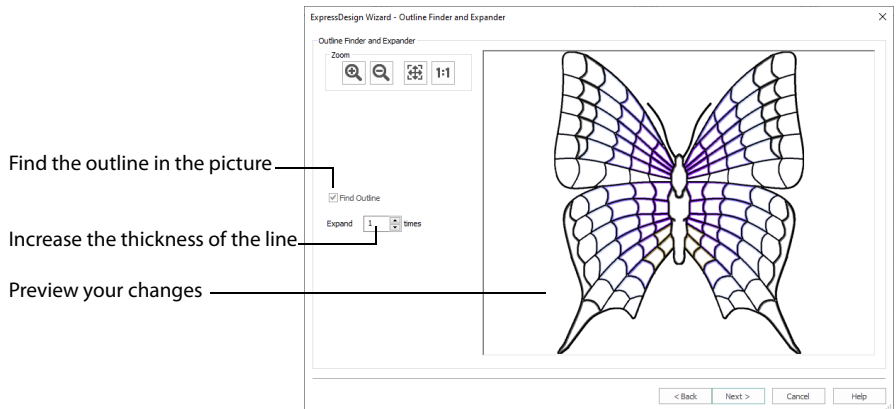 ExpressDesign Wizard - Outline Finder and Expander
Outline Finder and Expander
Zoom
1:1
Find the outline in the picture
Find Outline
Expand 1 times
Increase the thickness of the line
Preview your changes
< Back Next > Cancel Help